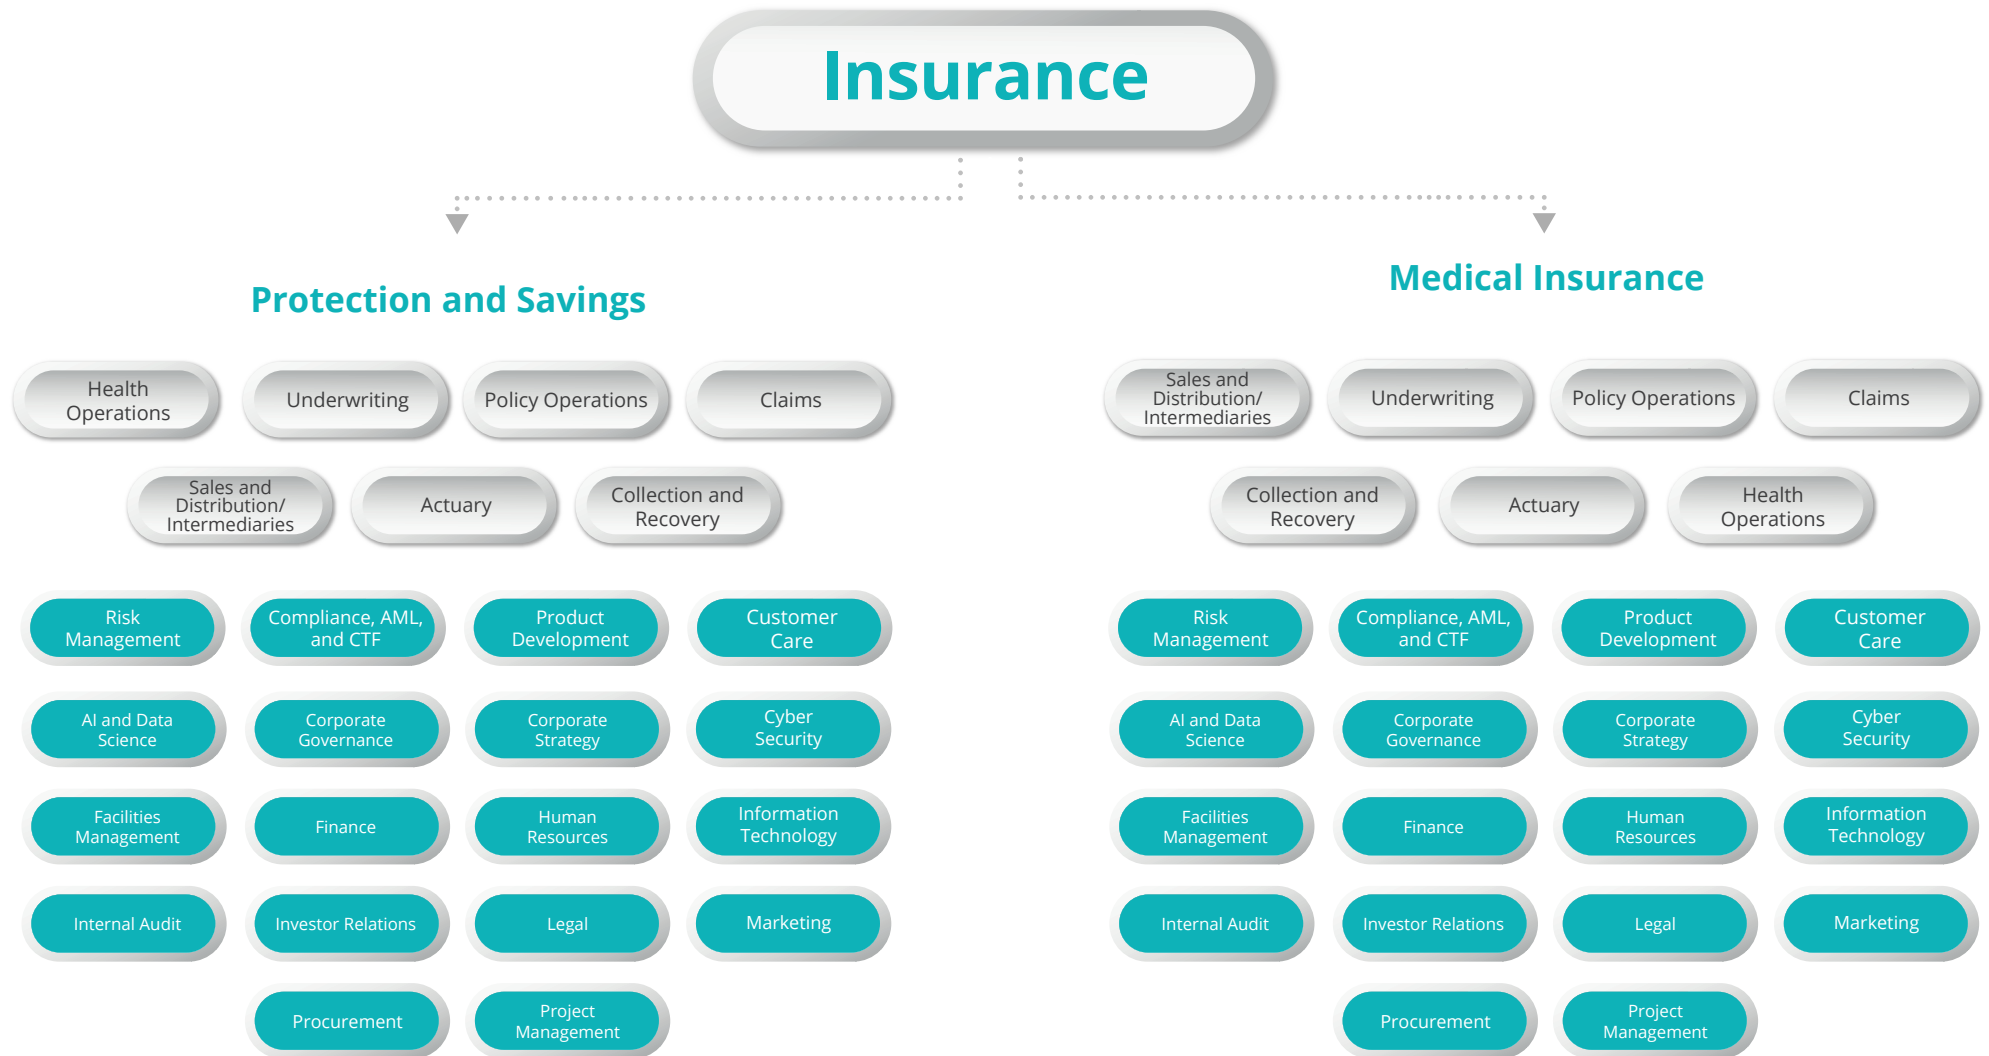 Insurance
Protection and Savings
Health
Operations
Underwriting
Policy Operations
Claims
Sales and
Distribution/
Intermediaries
Actuary
Collection and
Recovery
Risk
Management
Compliance, AML,
and CTF
Product
Development
Customer
Care
AI and Data
Science
Corporate
Governance
Corporate
Strategy
Cyber
Security
Facilities
Management
Finance
Human
Resources
Information
Technology
Internal Audit
Investor Relations
Legal
Marketing
Procurement
Project
Management
Medical Insurance
Sales and
Distribution/
Intermediaries
Underwriting
Policy Operations
Claims
Collection and
Recovery
Actuary
Health
Operations
Risk
Management
Compliance, AML,
and CTF
Product
Development
Customer
Care
AI and Data
Science
Corporate
Governance
Corporate
Strategy
Cyber
Security
Facilities
Management
Finance
Human
Resources
Information
Technology
Internal Audit
Investor Relations
Legal
Marketing
Procurement
Project
Management